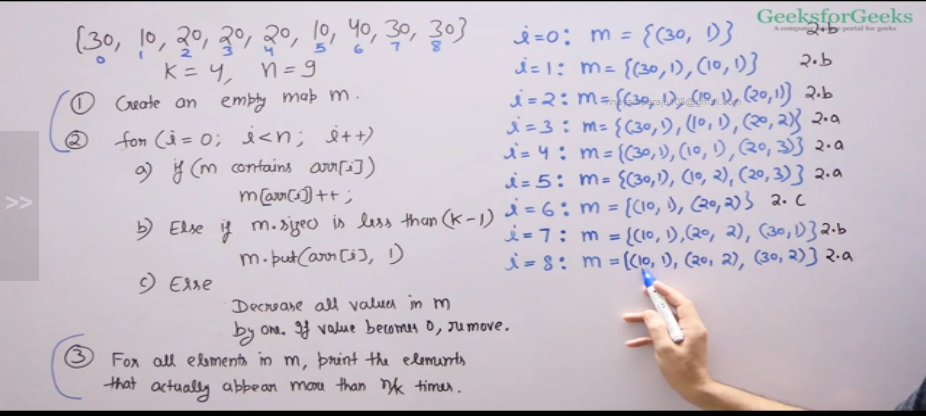 GeeksforGeeks
A computer science portal for geeks
{30, 10, 20, 20, 20, 10, 40, 30, 30}
0 1 2 3 4 5 6 7 8
K = 4, n = 9
① Create an empty map m.
② for (i=0; i<n; i++)
a) if (m contains arr[i])
m[arr[i]]++;
b) Else if m.size() is less than (K-1)
m.put(arr[i], 1)
c) Else
Decrease all values in m
by one. If value becomes 0, remove.
③ For all elements in m, print the elements
that actually appear more than n/k times.
i=0: m = {(30, 1)} 2.b
i=1: m = {(30,1), (10,1)} 2.b
i=2: m= {(30,1), (10,1), (20,1)} 2.b
i=3: m= {(30,1), (10,1), (20,2)} 2.a
i=4: m= {(30,1), (10,1), (20,3)} 2.a
i=5: m= {(30,1), (10,2), (20,3)} 2.a
i=6: m= {(10,1), (20,2)} 2.c
i=7: m= {(10,1), (20,2), (30,1)} 2.b
i=8: m= {(10,1), (20,2), (30,2)} 2.a
>>